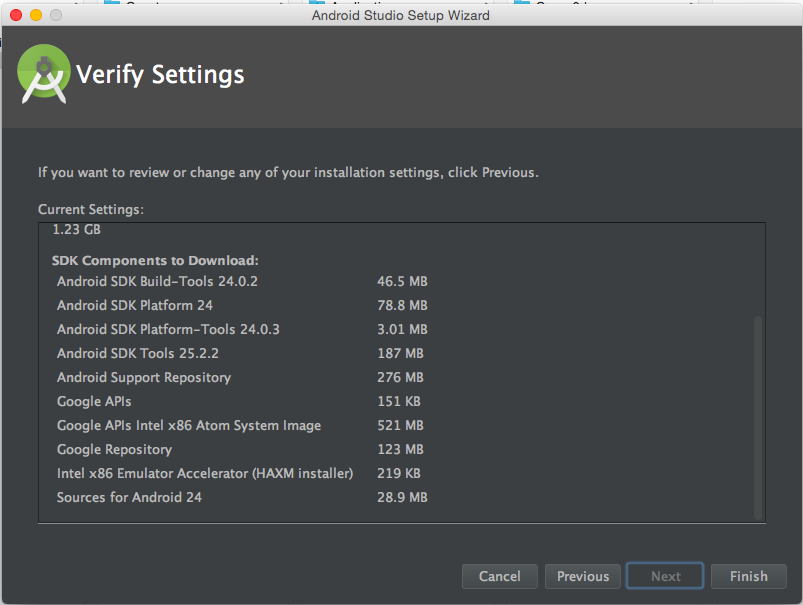 Android Studio Setup Wizard
Verify Settings
If you want to review or change any of your installation settings, click Previous.
Current Settings:
1.23 GB
SDK Components to Download:
Android SDK Build-Tools 24.0.2 46.5 MB
Android SDK Platform 24 78.8 MB
Android SDK Platform-Tools 24.0.3 3.01 MB
Android SDK Tools 25.2.2 187 MB
Android Support Repository 276 MB
Google APIs 151 KB
Google APIs Intel x86 Atom System Image 521 MB
Google Repository 123 MB
Intel x86 Emulator Accelerator (HAXM installer) 219 KB
Sources for Android 24 28.9 MB
Cancel Previous Next Finish